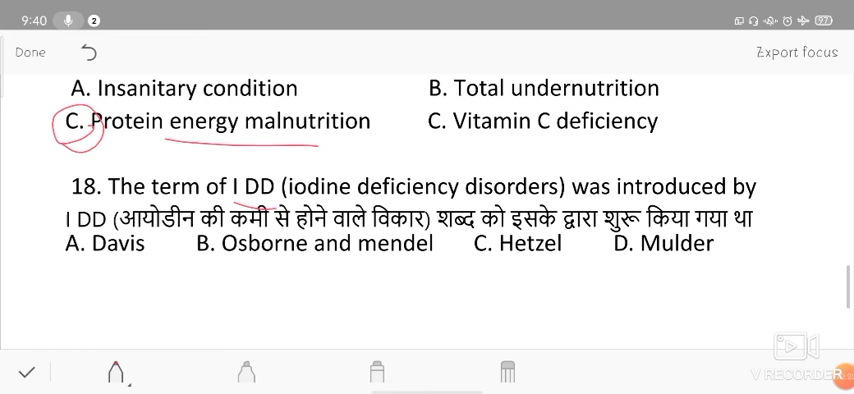 9:40 2 97
Done Export focus
A. Insanitary condition B. Total undernutrition
C. Protein energy malnutrition C. Vitamin C deficiency
18. The term of I DD (iodine deficiency disorders) was introduced by
I DD (आयोडीन की कमी से होने वाले विकार) शब्द को इसके द्वारा शुरू किया गया था
A. Davis B. Osborne and mendel C. Hetzel D. Mulder
V RECORDER